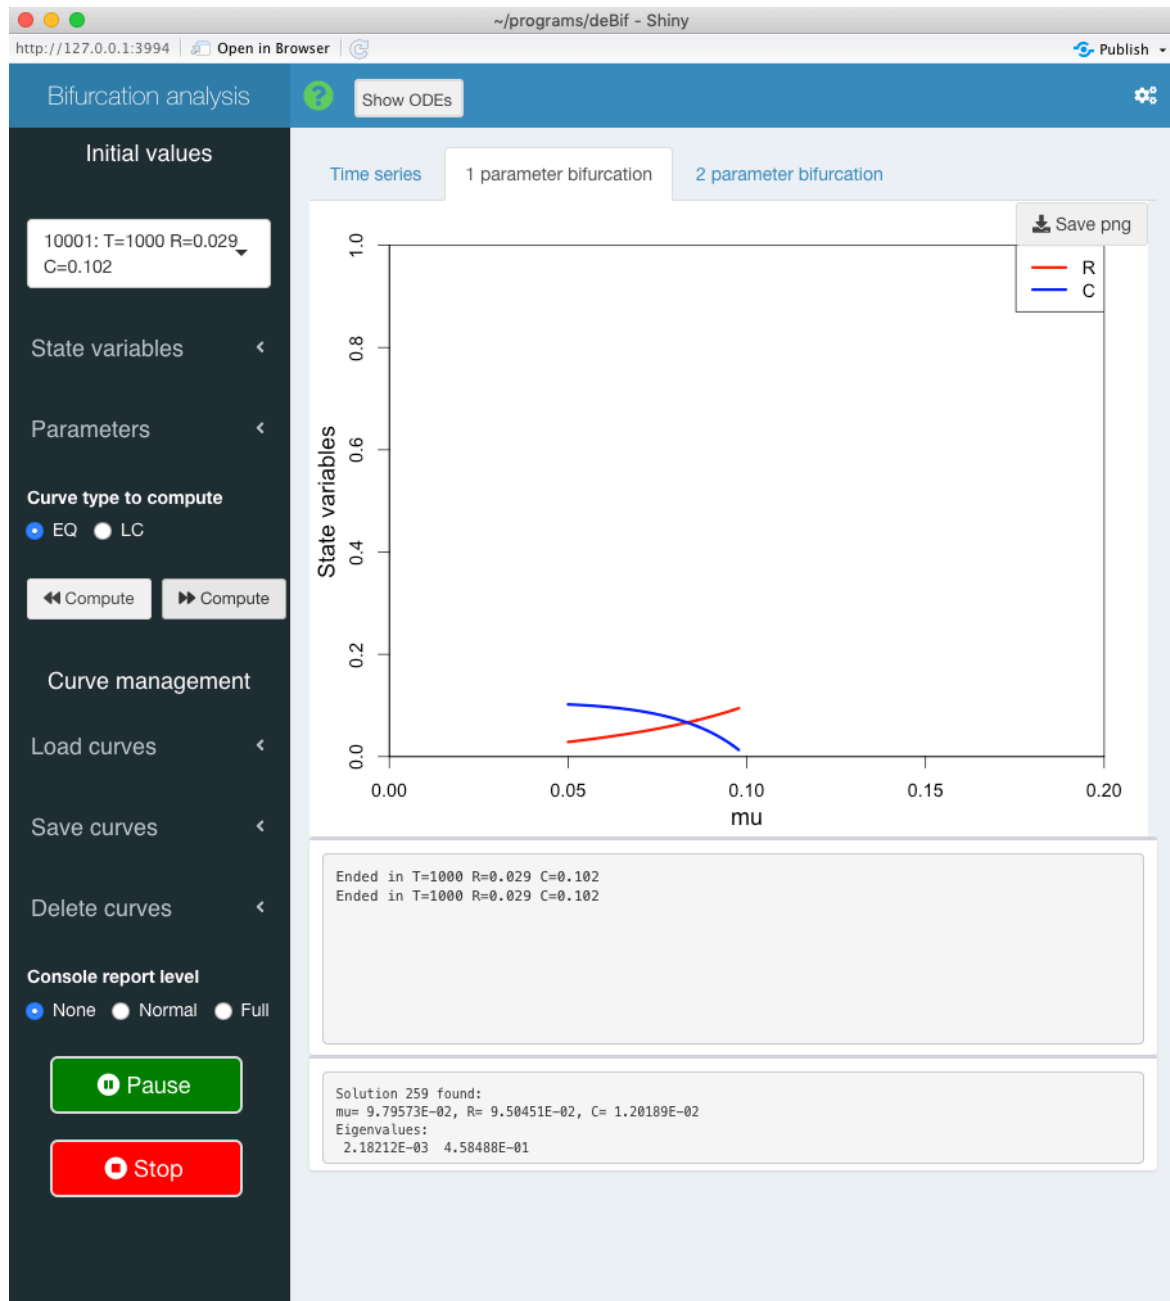 ~/programs/deBif - Shiny
http://127.0.0.1:3994
Open in Browser
Publish
Bifurcation analysis
?
Show ODEs
Initial values
10001: T=1000 R=0.029
C=0.102
State variables
Parameters
Curve type to compute
EQ LC
Compute
Compute
Curve management
Load curves
Save curves
Delete curves
Console report level
None Normal Full
Pause
Stop
Time series
1 parameter bifurcation
2 parameter bifurcation
Save png
R
C
State variables
1.0
0.8
0.6
0.4
0.2
0.0
0.00 0.05 0.10 0.15 0.20
mu
Ended in T=1000 R=0.029 C=0.102
Ended in T=1000 R=0.029 C=0.102
Solution 259 found:
mu= 9.79573E-02, R= 9.50451E-02, C= 1.20189E-02
Eigenvalues:
2.18212E-03 4.58488E-01